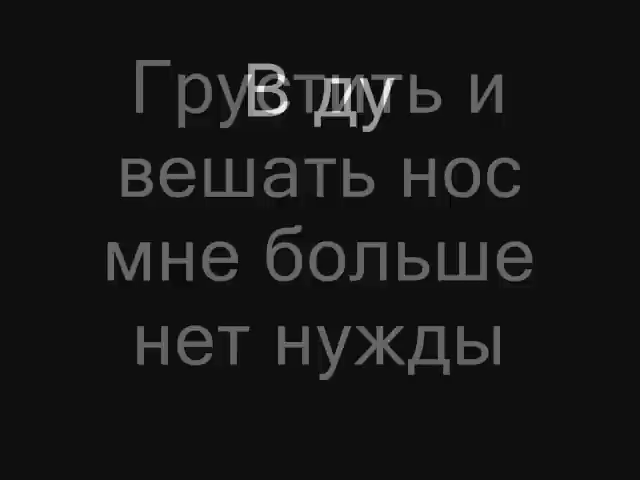 Грустить и
В ду
вешать нос
мне больше
нет нужды